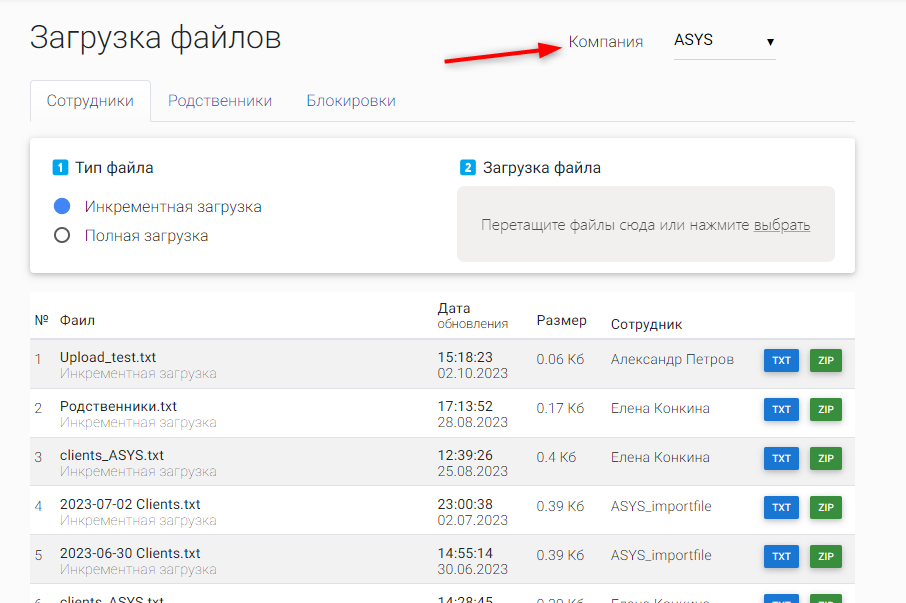 Загрузка файлов
Компания ASYS
Сотрудники Родственники Блокировки
1 Тип файла
Инкрементная загрузка
Полная загрузка
2 Загрузка файла
Перетащите файлы сюда или нажмите выбрать
№ Фаил Дата обновления Размер Сотрудник
1 Upload_test.txt 15:18:23 0.06 Кб Александр Петров TXT ZIP
Инкрементная загрузка 02.10.2023
2 Родственники.txt 17:13:52 0.17 Кб Елена Конкина TXT ZIP
Инкрементная загрузка 28.08.2023
3 clients_ASYS.txt 12:39:26 0.4 Кб Елена Конкина TXT ZIP
Инкрементная загрузка 25.08.2023
4 2023-07-02 Clients.txt 23:00:38 0.39 Кб ASYS_importfile TXT ZIP
Инкрементная загрузка 02.07.2023
5 2023-06-30 Clients.txt 14:55:14 0.39 Кб ASYS_importfile TXT ZIP
Инкрементная загрузка 30.06.2023
6 clients_ASYS.txt 14:28:45 Елена Конкина